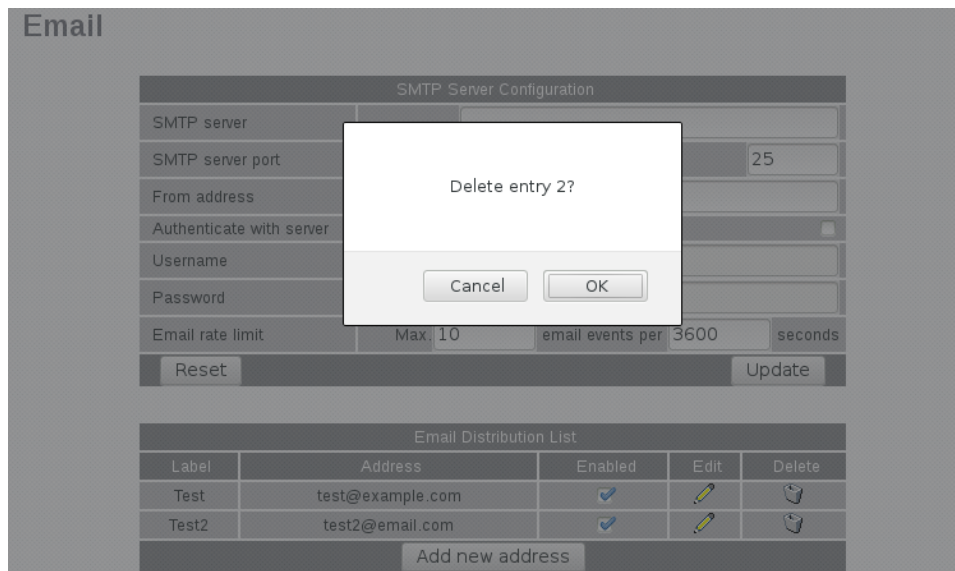 Email
SMTP Server Configuration
SMTP server
SMTP server port 25
From address
Authenticate with server
Username
Password
Email rate limit Max. 10 email events per 3600 seconds
Reset Update
Delete entry 2?
Cancel OK
Email Distribution List
Label Address Enabled Edit Delete
Test test@example.com
Test2 test2@email.com
Add new address